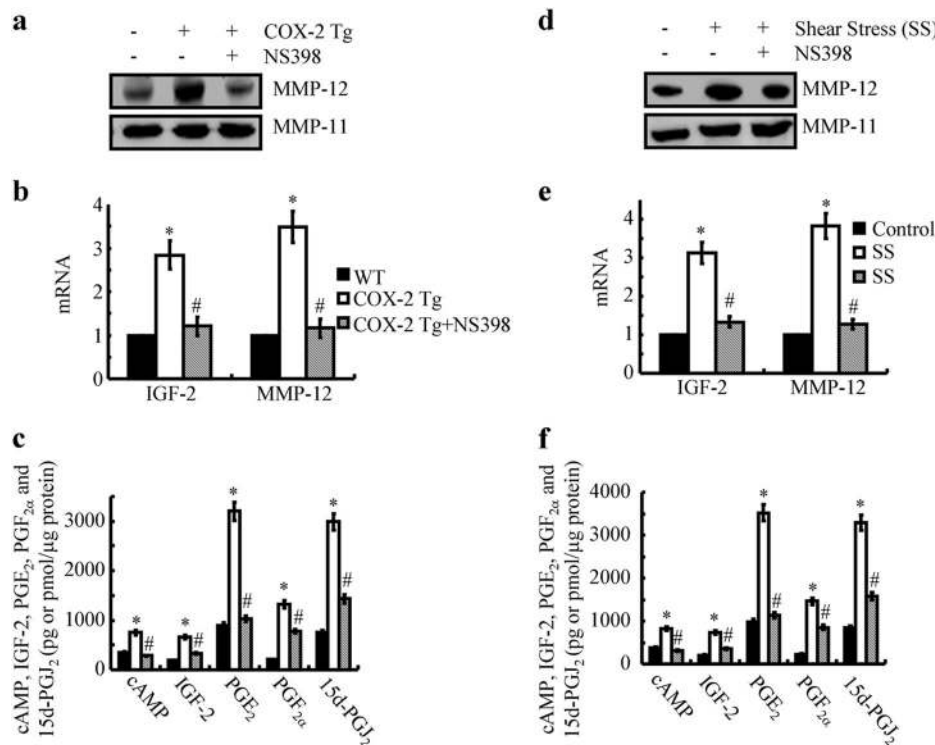 a
- + + COX-2 Tg
- - + NS398
MMP-12
MMP-11
b
mRNA
4
3
2
1
0
*
#
*
#
WT
COX-2 Tg
COX-2 Tg+NS398
IGF-2 MMP-12
c
cAMP, IGF-2, PGE2, PGF2α and
15d-PGJ2 (pg or pmol/μg protein)
3000
2000
1000
0
*
#
*
#
*
#
*
#
*
#
cAMP IGF-2 PGE2 PGF2α 15d-PGJ2
d
- + + Shear Stress (SS)
- - + NS398
MMP-12
MMP-11
e
mRNA
4
3
2
1
0
*
#
*
#
Control
SS
SS
IGF-2 MMP-12
f
cAMP, IGF-2, PGE2, PGF2α and
15d-PGJ2 (pg or pmol/μg protein)
4000
3000
2000
1000
0
*
#
*
#
*
#
*
#
*
#
cAMP IGF-2 PGE2 PGF2α 15d-PGJ2